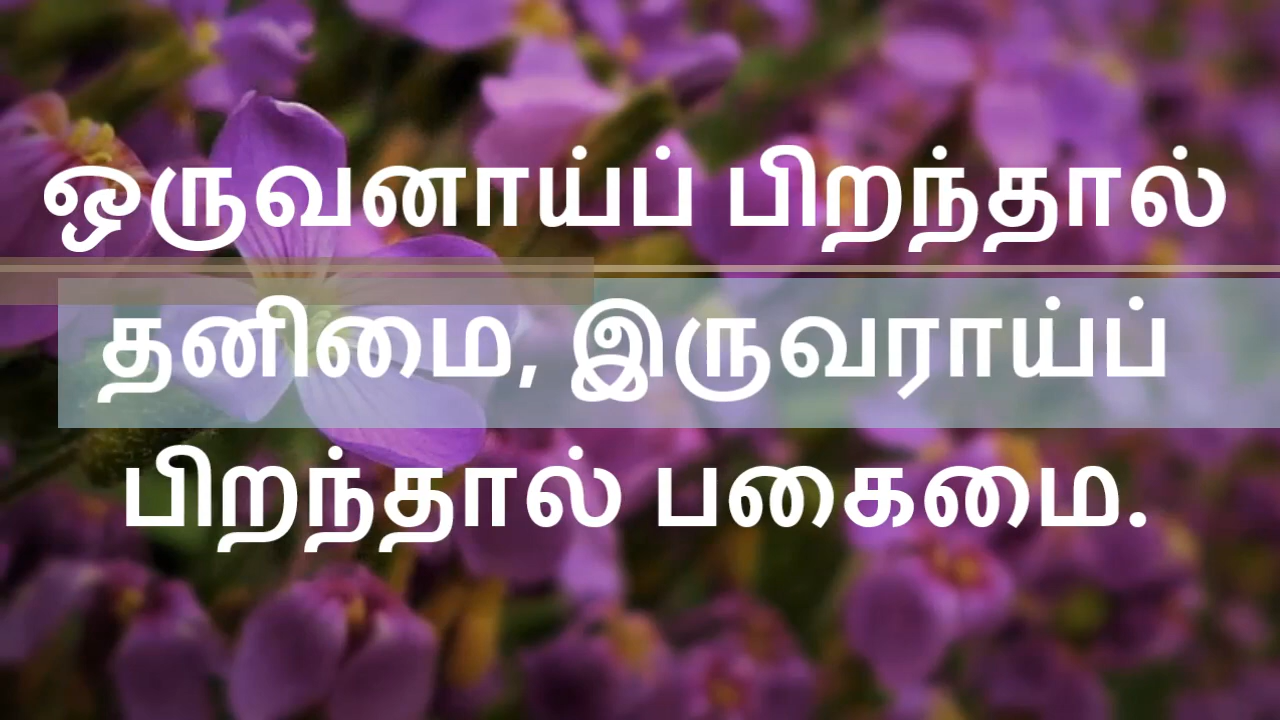 ஒருவனாய்ப் பிறந்தால்
தனிமை, இருவராய்ப்
பிறந்தால் பகைமை.